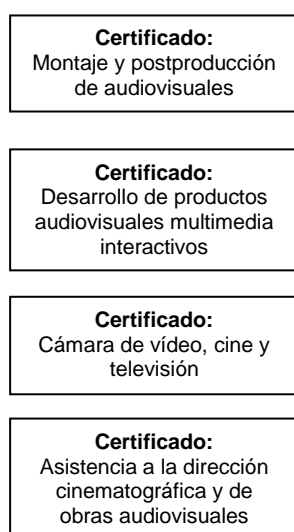 Certificado:
Montaje y postproducción
de audiovisuales
Certificado:
Desarrollo de productos
audiovisuales multimedia
interactivos
Certificado:
Cámara de vídeo, cine y
televisión
Certificado:
Asistencia a la dirección
cinematográfica y de
obras audiovisuales